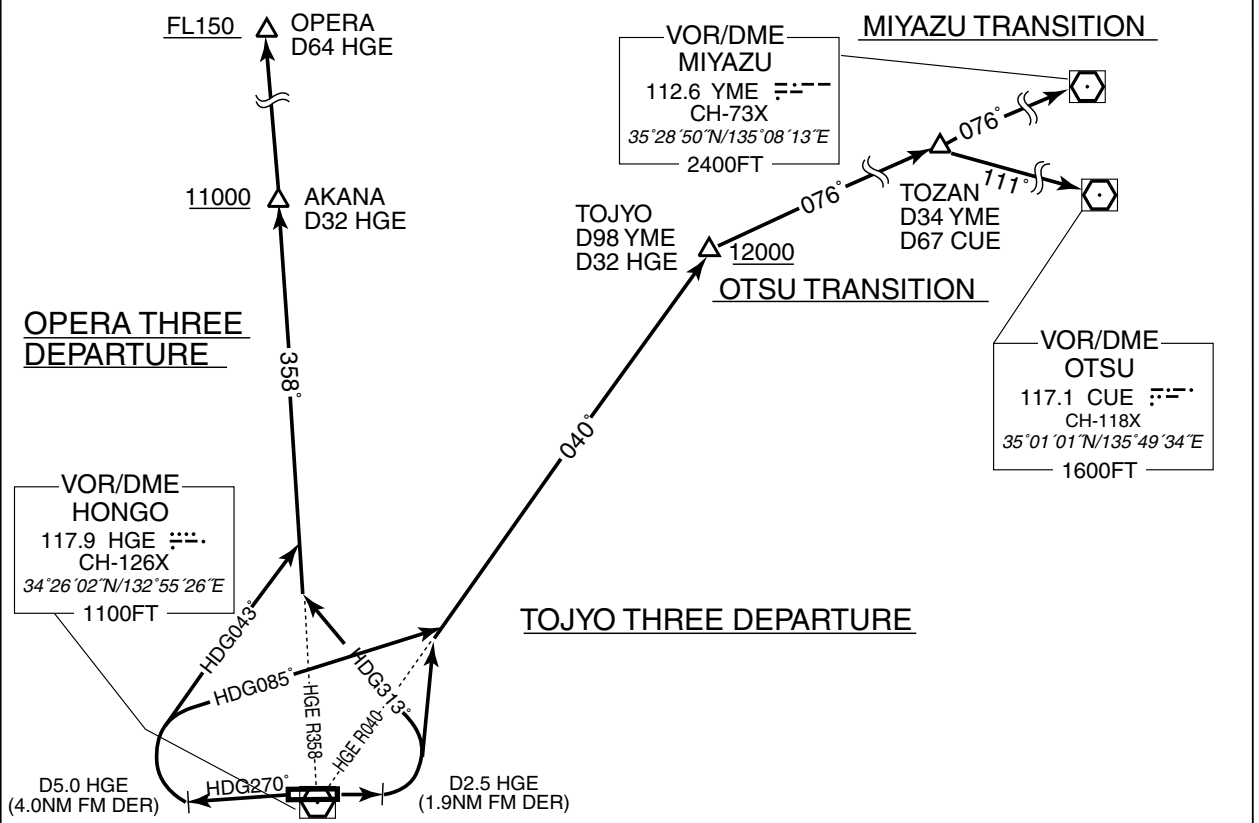 FL150
OPERA
D64 HGE
MIYAZU TRANSITION
VOR/DME
MIYAZU
112.6 YME
CH-73X
35°28´50˝N/135°08´13˝E
2400FT
076°
076°
111°
TOZAN
D34 YME
D67 CUE
11000
AKANA
D32 HGE
TOJYO
D98 YME
D32 HGE
12000
OTSU TRANSITION
OPERA THREE
DEPARTURE
358°
040°
VOR/DME
OTSU
117.1 CUE
CH-118X
35°01´01˝N/135°49´34˝E
1600FT
VOR/DME
HONGO
117.9 HGE
CH-126X
34°26´02˝N/132°55´26˝E
1100FT
TOJYO THREE DEPARTURE
HDG043°
HDG085°
HDG313°
HGE R358
HGE R040
D5.0 HGE
(4.0NM FM DER)
HDG270°
D2.5 HGE
(1.9NM FM DER)